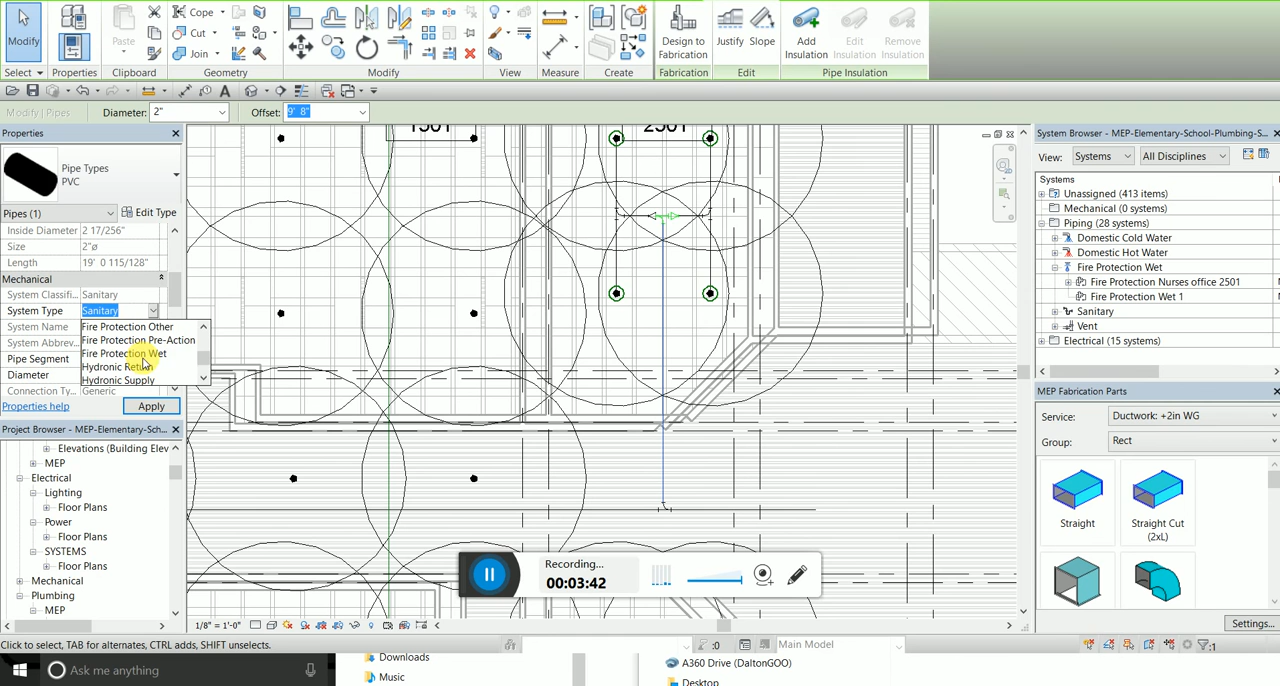 Modify
Select
Properties
Paste
Clipboard
Cope
Cut
Join
Geometry
Modify
View
Measure
Create
Design to
Fabrication
Fabrication
Justify
Slope
Edit
Add
Insulation
Edit
Insulation
Remove
Insulation
Pipe Insulation
Modify | Pipes
Diameter:
2"
Offset:
9' 8"
Properties
Pipe Types
PVC
Pipes (1)
Edit Type
Inside Diameter
2 17/256"
Size
2"ø
Length
19' 0 115/128"
Mechanical
System Classifi...
Sanitary
System Type
Sanitary
System Name
System Abbrev...
Pipe Segment
Diameter
Connection Ty...
Generic
Fire Protection Other
Fire Protection Pre-Action
Fire Protection Wet
Hydronic Return
Hydronic Supply
Properties help
Apply
Project Browser - MEP-Elementary-Sch...
Elevations (Building Elev
MEP
Electrical
Lighting
Floor Plans
Power
Floor Plans
SYSTEMS
Floor Plans
Mechanical
Plumbing
MEP
2501
Recording...
00:03:42
System Browser - MEP-Elementary-School-Plumbing-S...
View:
Systems
All Disciplines
Systems
Unassigned (413 items)
Mechanical (0 systems)
Piping (28 systems)
Domestic Cold Water
Domestic Hot Water
Fire Protection Wet
Fire Protection Nurses office 2501
Fire Protection Wet 1
Sanitary
Vent
Electrical (15 systems)
MEP Fabrication Parts
Service:
Ductwork: +2in WG
Group:
Rect
Straight
Straight Cut
(2xL)
Settings...
1/8" = 1'-0"
Click to select, TAB for alternates, CTRL adds, SHIFT unselects.
:0
Main Model
:1
Ask me anything
Downloads
Music
A360 Drive (DaltonGOO)
Desktop